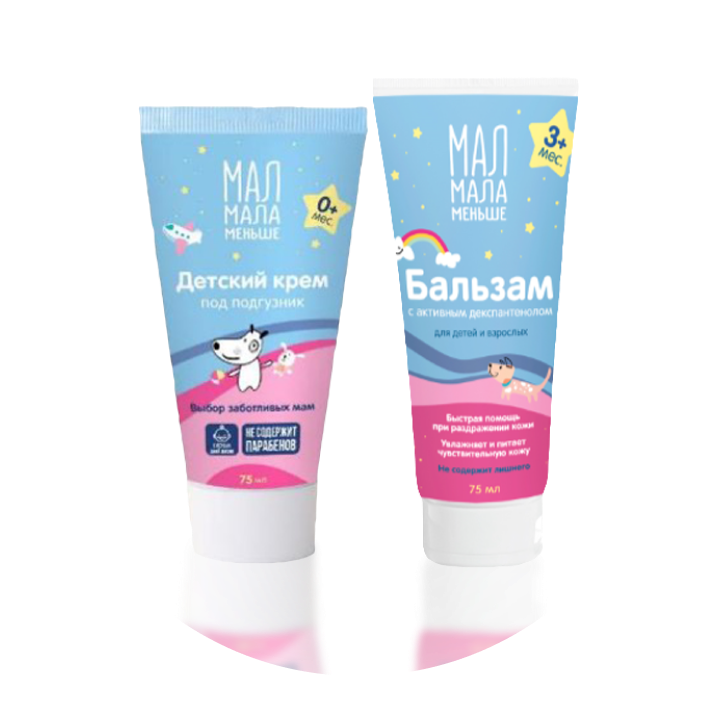 МАЛ
МАЛА
МЕНЬШЕ
0+
мес.
Детский крем
под подгузник
Выбор заботливых мам
НЕ СОДЕРЖИТ
ПАРАБЕНОВ
75 мл
МАЛ
МАЛА
МЕНЬШЕ
3+
мес.
Бальзам
с активным декспантенолом
для детей и взрослых
Быстрая помощь
при раздражении кожи
Увлажняет и питает
чувствительную кожу
Не содержит лишнего
75 мл